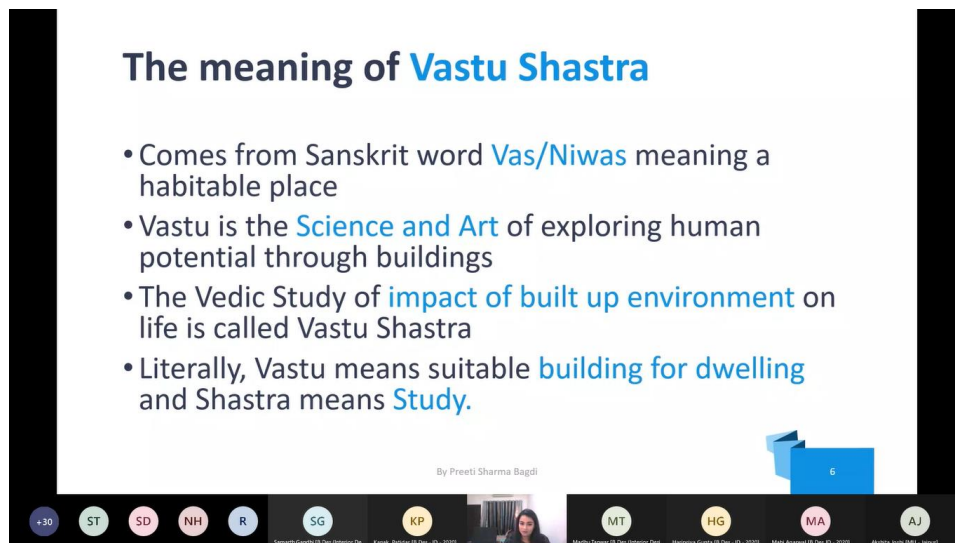 The meaning of Vastu Shastra
• Comes from Sanskrit word Vas/Niwas meaning a
habitable place
• Vastu is the Science and Art of exploring human
potential through buildings
• The Vedic Study of impact of built up environment on
life is called Vastu Shastra
• Literally, Vastu means suitable building for dwelling
and Shastra means Study.
By Preeti Sharma Bagdi
6
+30 ST SD NH R SG KP MT HG MA AJ